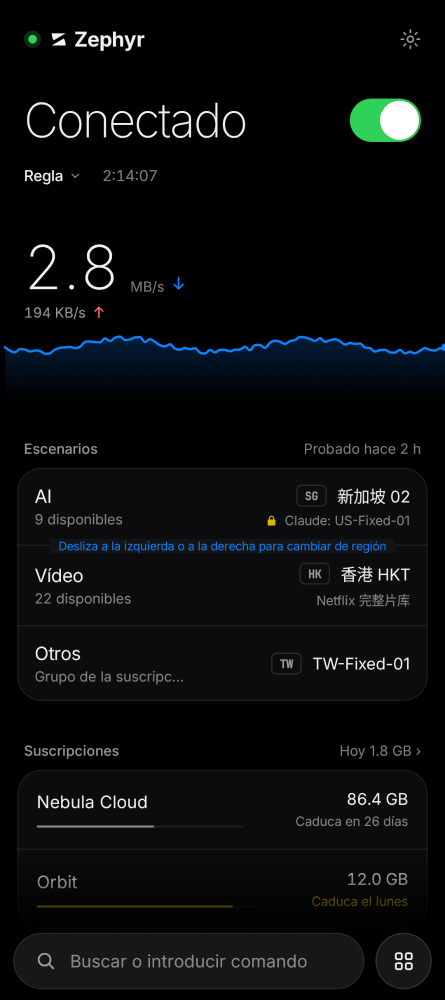 Zephyr
Conectado
Regla 2:14:07
2.8 MB/s ↓
194 KB/s ↑
Escenarios Probado hace 2 h
AI SG 新加坡 02
9 disponibles Claude: US-Fixed-01
Desliza a la izquierda o a la derecha para cambiar de región
Vídeo HK 香港 HKT
22 disponibles Netflix 完整片库
Otros TW TW-Fixed-01
Grupo de la suscripc...
Suscripciones Hoy 1.8 GB ›
Nebula Cloud 86.4 GB
Caduca en 26 días
Orbit 12.0 GB
Caduca el lunes
Buscar o introducir comando